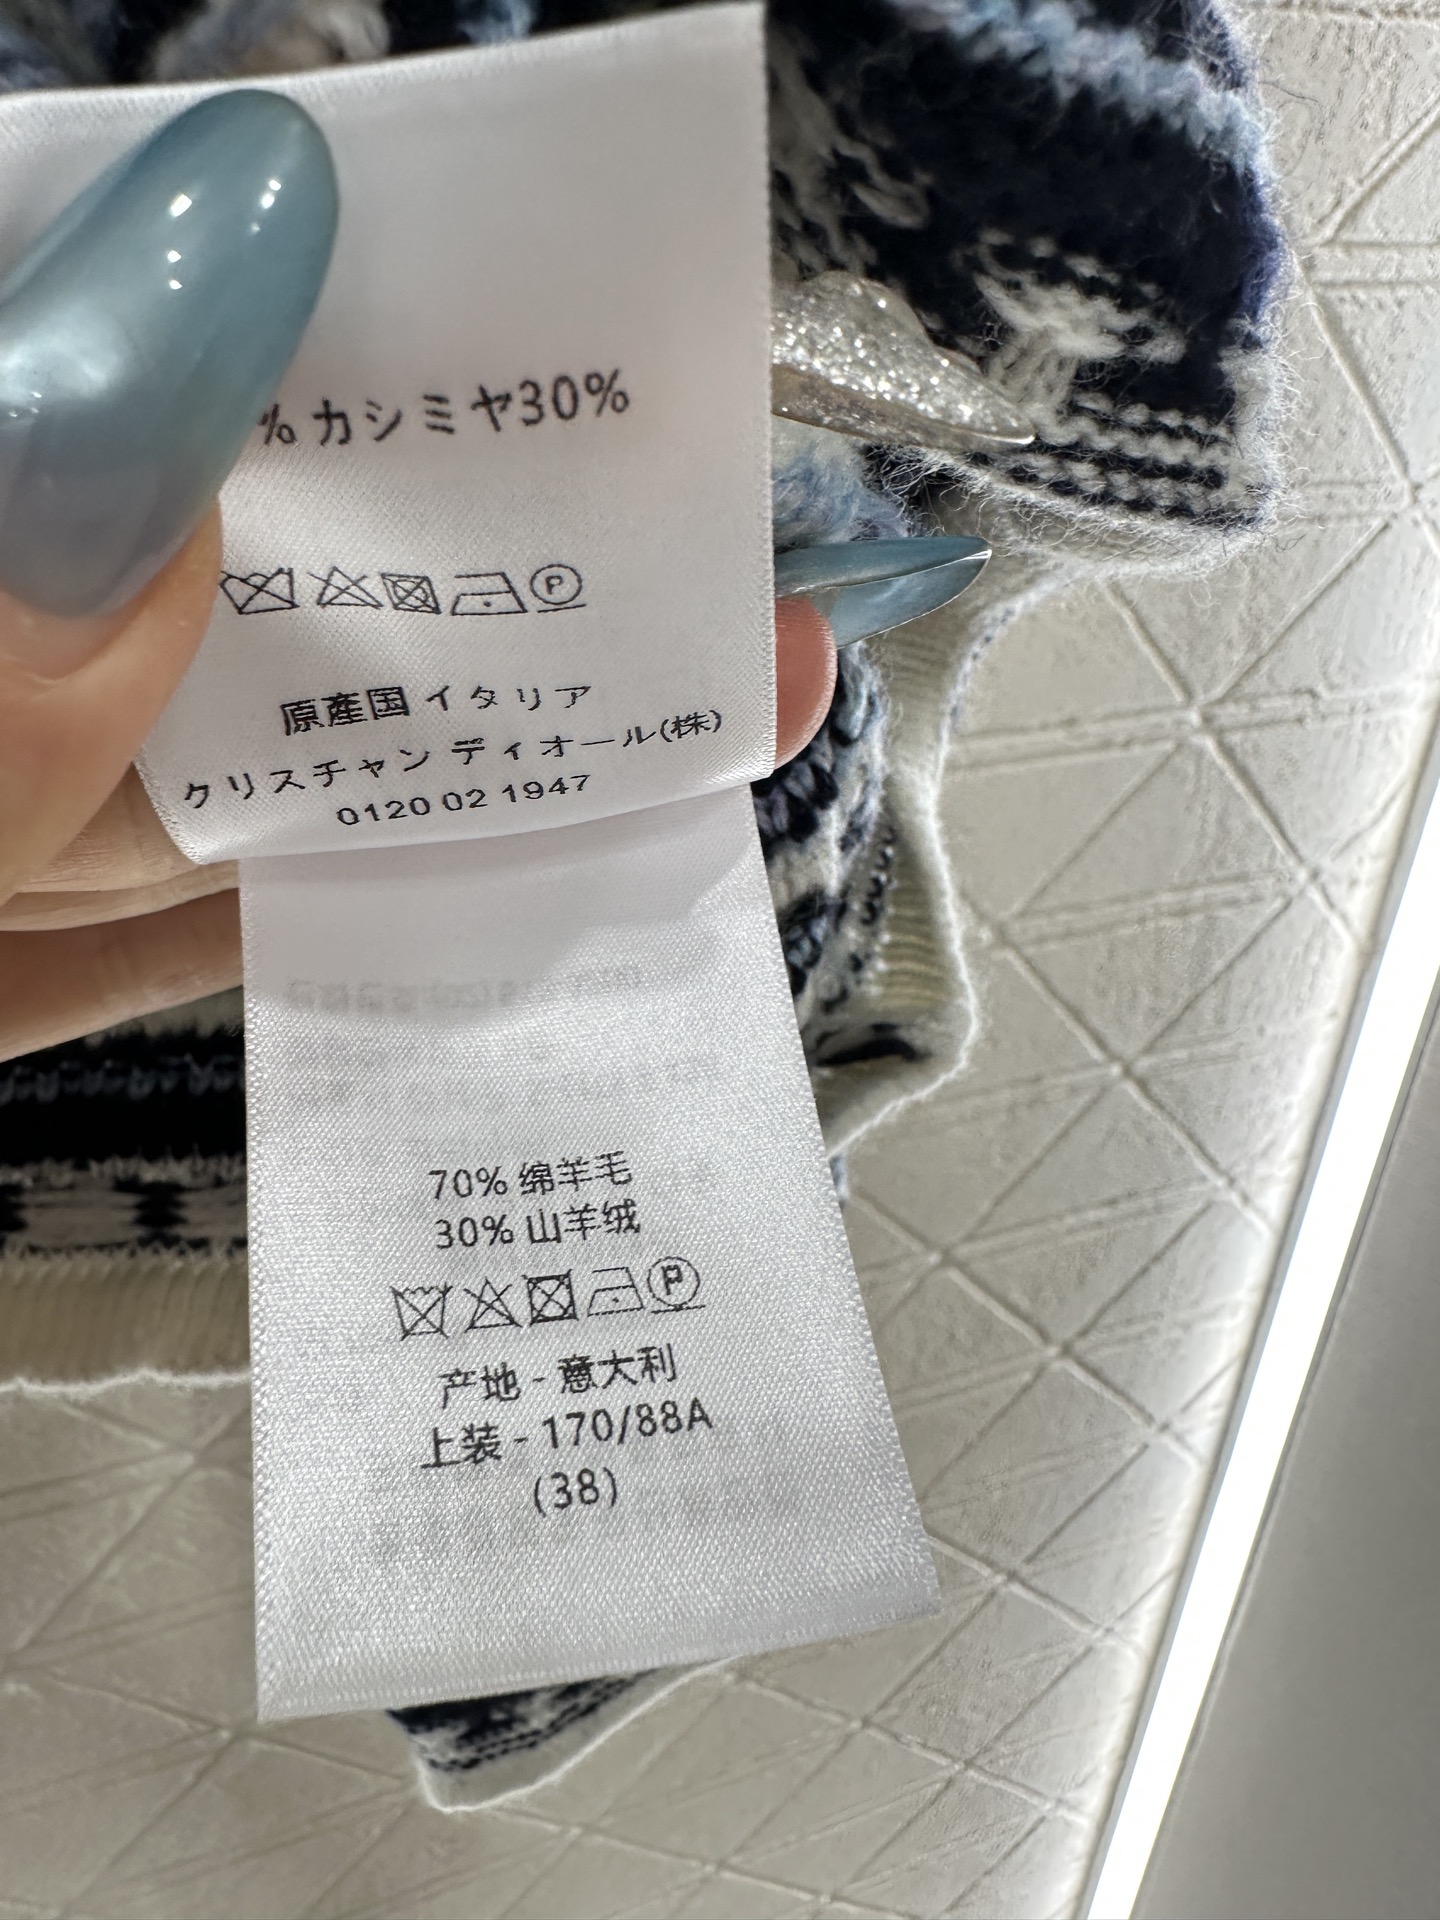 % カシミヤ30%
P
原産国 イタリア
クリスチャン ディオール(株)
0120 02 1947
70% 绵羊毛
30% 山羊绒
P
产地 - 意大利
上装 - 170/88A
(38)